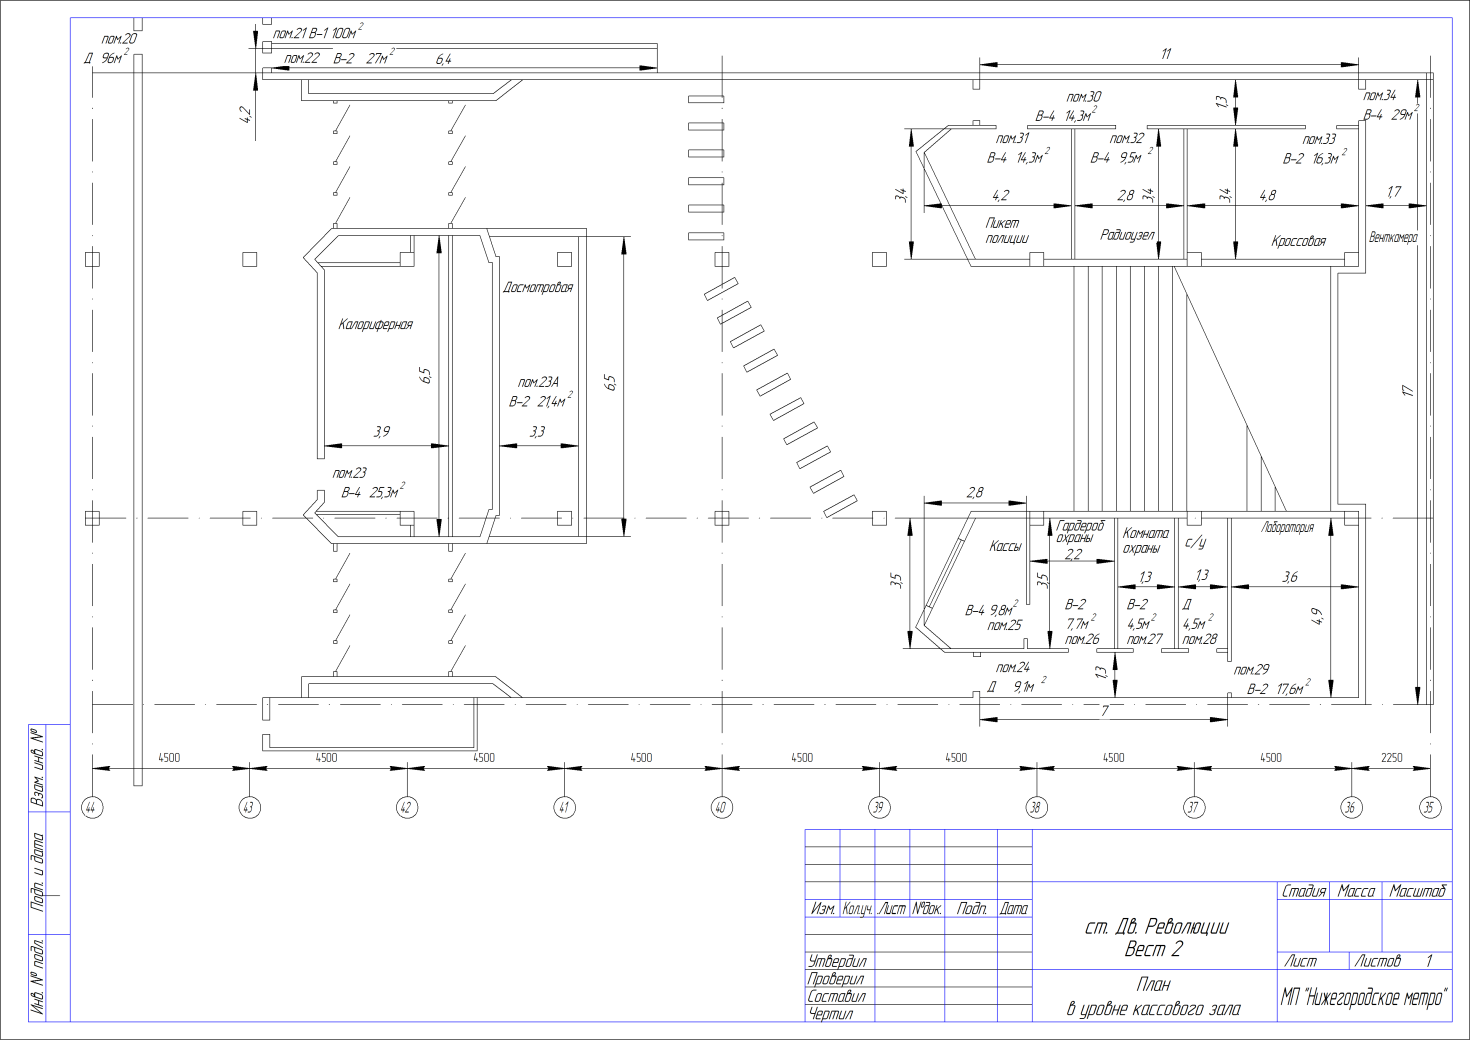 пом.20
Д 96м²
пом.21 В-1 100м²
пом.22 В-2 27м²
6,4
4,2
11
пом.30
В-4 14,3м²
1,3
пом.34
В-4 29м²
пом.31
В-4 14,3м²
пом.32
В-4 9,5м²
пом.33
В-2 16,3м²
3,4
4,2
2,8
3,4
3,4
4,8
1,7
Пикет
полиции
Радиоузел
Кроссовая
Венткамера
Досмотровая
Калориферная
6,5
6,5
пом.23А
В-2 21,4м²
3,9
3,3
17
пом.23
В-4 25,3м²
2,8
Кассы
Гардероб
охраны
2,2
Комната
охраны
с/у
Лаборатория
3,5
3,5
1,3
1,3
3,6
4,9
В-4 9,8м²
пом.25
В-2
7,7м²
пом.26
В-2
4,5м²
пом.27
Д
4,5м²
пом.28
пом.24
Д 9,1м²
1,3
пом.29
В-2 17,6м²
7
4500
4500
4500
4500
4500
4500
4500
4500
2250
44
43
42
41
40
39
38
37
36
35
Взам. инв. №
Подп. и дата
Инв. № подл.
Изм.
Кол.уч.
Лист
№док.
Подп.
Дата
Утвердил
Проверил
Составил
Чертил
ст. Дв. Революции
Вест 2
План
в уровне кассового зала
Стадия
Масса
Масштаб
Лист
Листов 1
МП "Нижегородское метро"